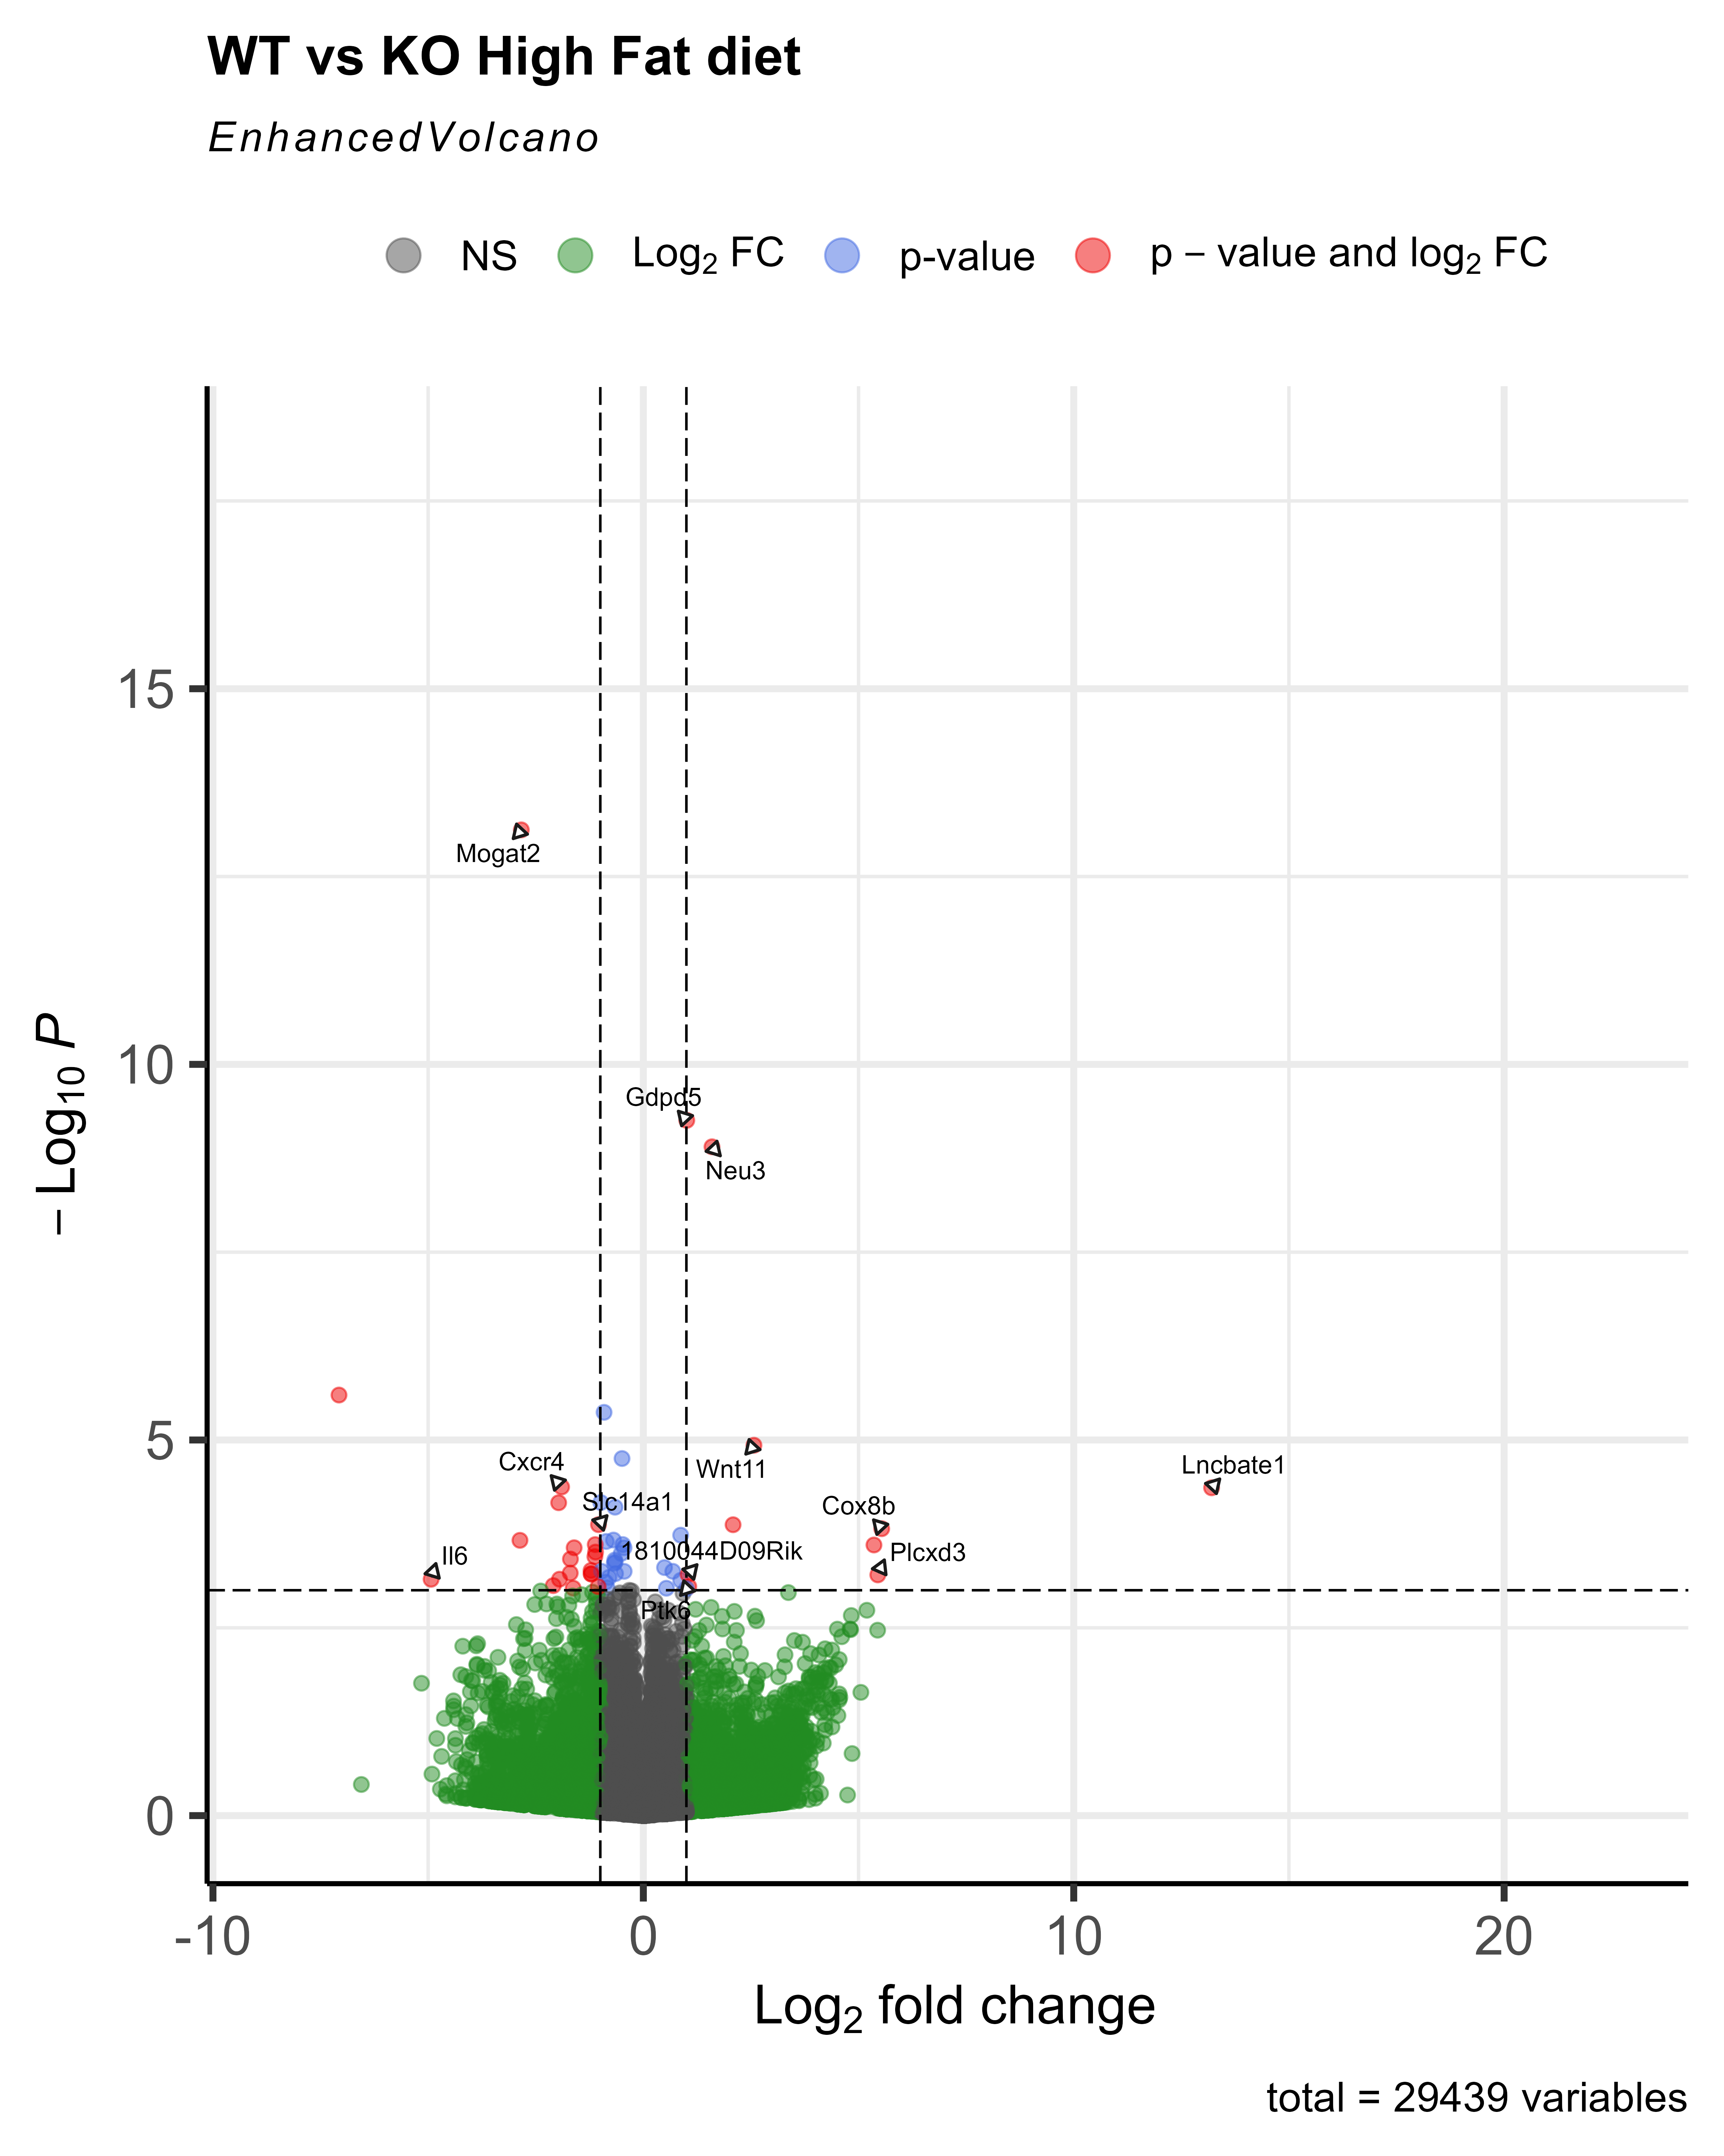 WT vs KO High Fat diet
EnhancedVolcano
NS Log₂ FC p-value p − value and log₂ FC
− Log₁₀ P
15
10
5
0
Mogat2
Gdpd5
Neu3
Cxcr4
Wnt11
Lncbate1
Slc14a1
Cox8b
Il6
1810044D09Rik
Plcxd3
Ptk6
-10 0 10 20
Log₂ fold change
total = 29439 variables